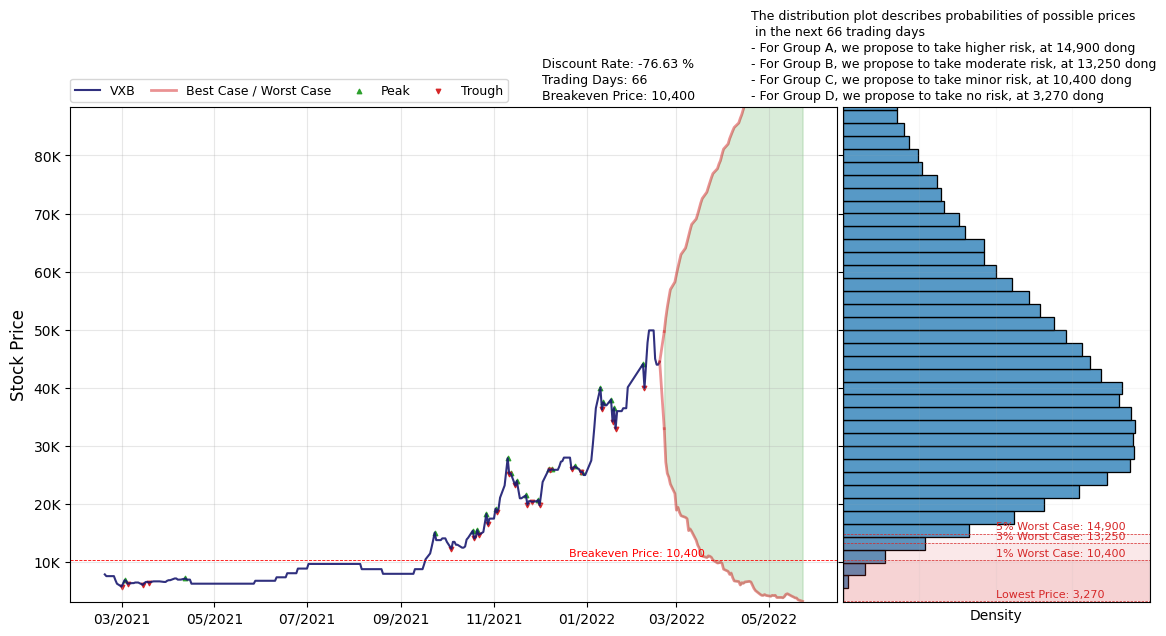 The distribution plot describes probabilities of possible prices
in the next 66 trading days
- For Group A, we propose to take higher risk, at 14,900 dong
- For Group B, we propose to take moderate risk, at 13,250 dong
- For Group C, we propose to take minor risk, at 10,400 dong
- For Group D, we propose to take no risk, at 3,270 dong
Discount Rate: -76.63 %
Trading Days: 66
Breakeven Price: 10,400
VXB
Best Case / Worst Case
Peak
Trough
Stock Price
80K
70K
60K
50K
40K
30K
20K
10K
Breakeven Price: 10,400
5% Worst Case: 14,900
3% Worst Case: 13,250
1% Worst Case: 10,400
Lowest Price: 3,270
03/2021
05/2021
07/2021
09/2021
11/2021
01/2022
03/2022
05/2022
Density